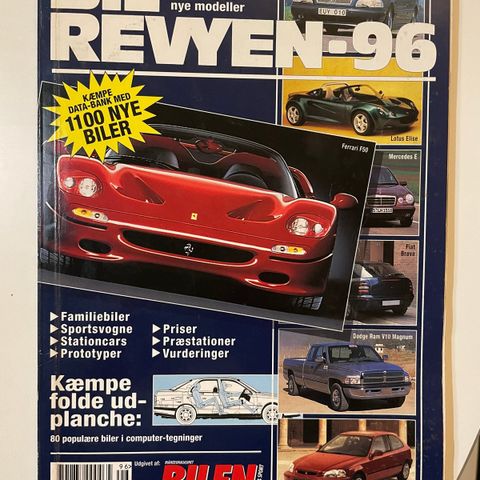 nye modeller
REVYEN·96
KÆMPE
DATA-BANK MED
1100 NYE
BILER
Ferrari F50
Lotus Elise
Mercedes E
Fiat
Brava
Dodge Ram V10 Magnum
▶ Familiebiler
▶ Sportsvogne
▶ Stationcars
▶ Prototyper
▶ Priser
▶ Præstationer
▶ Vurderinger
Kæmpe
folde ud-
planche:
80 populære biler i computer-tegninger
96
Udgivet af:
BILEN